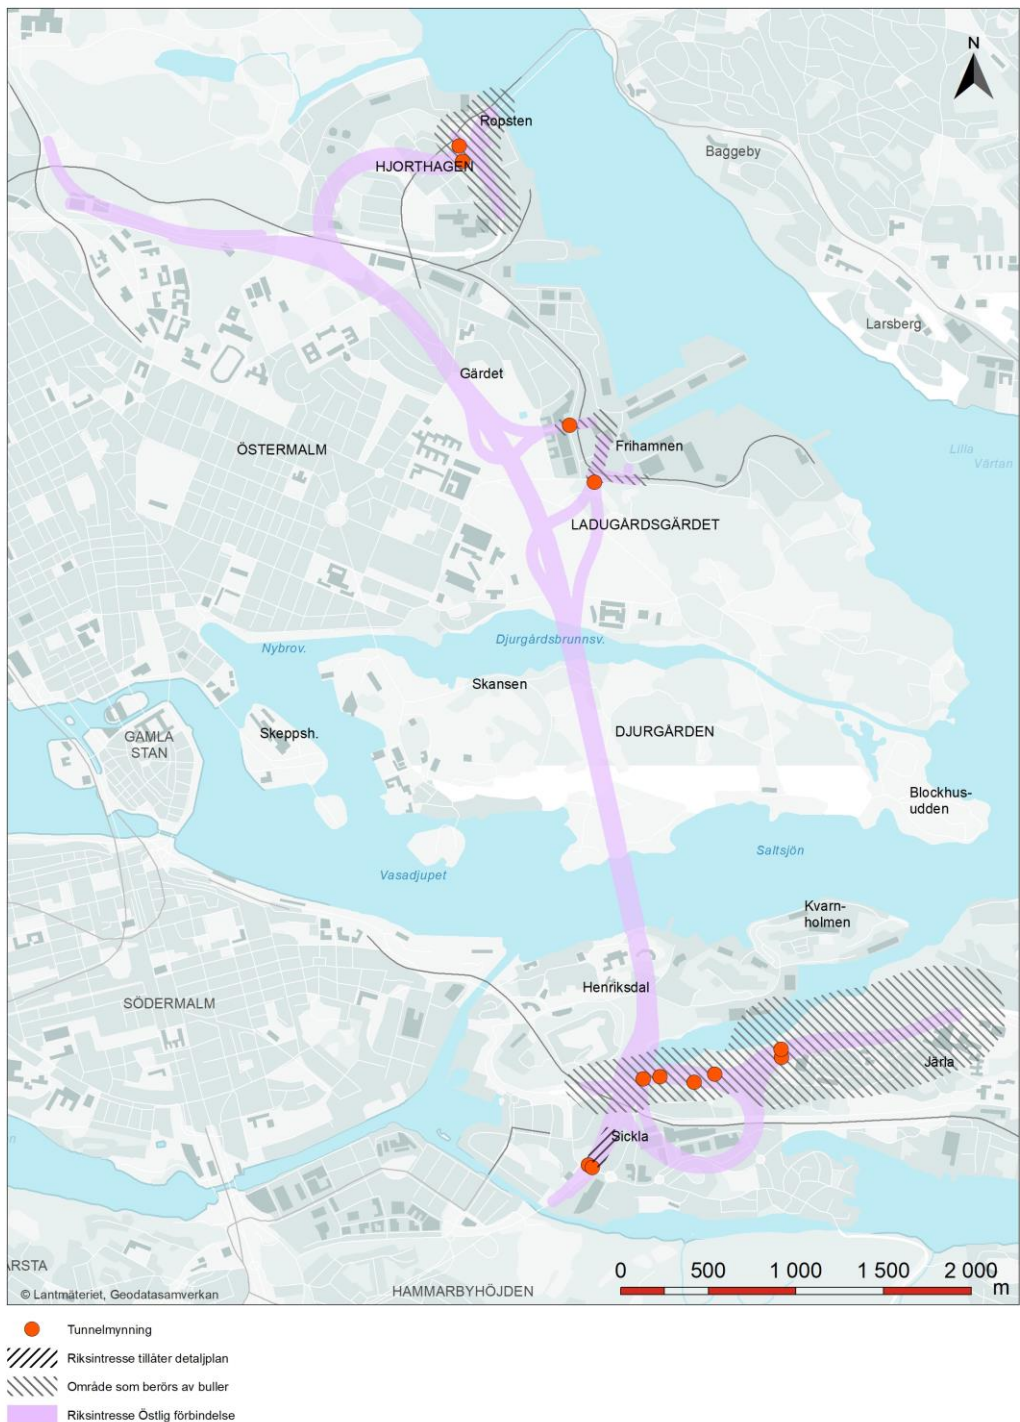 N
Ropsten
Baggeby
HJORTHAGEN
Larsberg
Gärdet
ÖSTERMALM
Frihamnen
Lilla
Värtan
LADUGÅRDSGÄRDET
Nybrov.
Djurgårdsbrunnsv.
Skansen
Skeppsh.
DJURGÅRDEN
GAMLA
STAN
Blockhus-
udden
Saltsjön
Vasadjupet
Kvarn-
holmen
Henriksdal
SÖDERMALM
Järla
Sickla
ÅRSTA
0 500 1 000 1 500 2 000
m
© Lantmäteriet, Geodatasamverkan
HAMMARBYHÖJDEN
Tunnelmynning
Riksintresse tillåter detaljplan
Område som berörs av buller
Riksintresse Östlig förbindelse